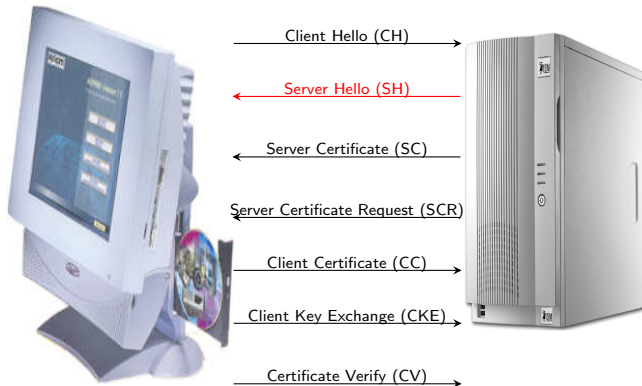 Client Hello (CH)
Server Hello (SH)
Server Certificate (SC)
Server Certificate Request (SCR)
Client Certificate (CC)
Client Key Exchange (CKE)
Certificate Verify (CV)